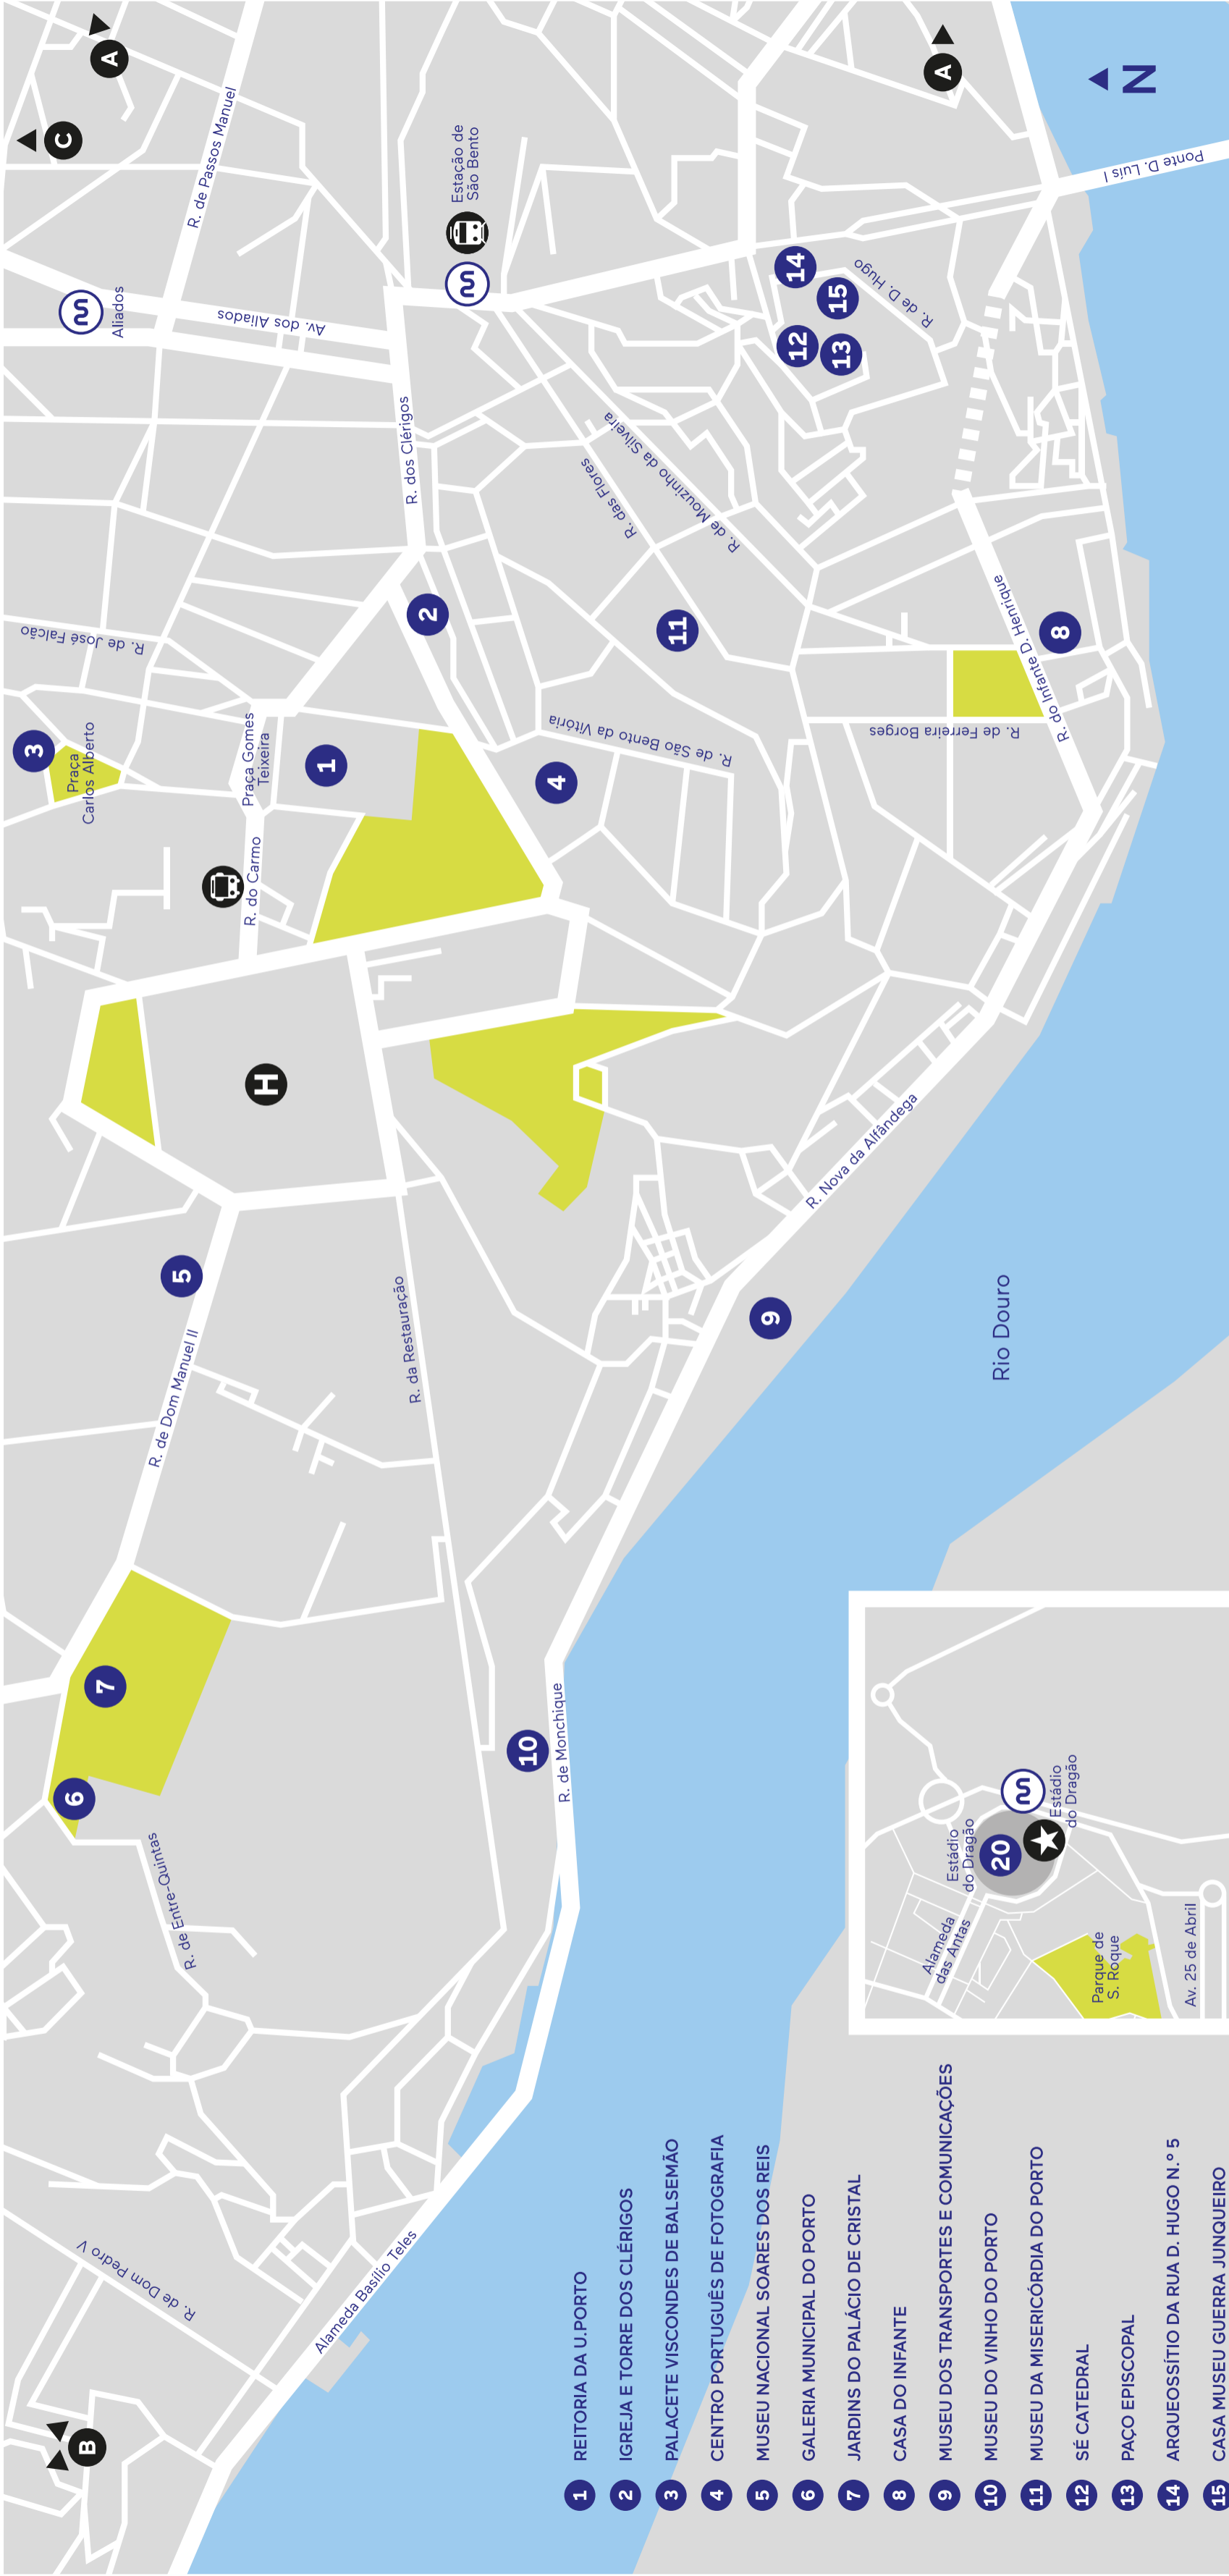 B
R. de Dom Pedro V
Alameda Basílio Teles
R. de Entre-Quintas
6
7
10
R. de Monchique
R. de Dom Manuel II
5
R. da Restauração
9
Rio Douro
R. Nova da Alfândega
H
R. do Carmo
3
Praça
Carlos Alberto
Praça Gomes
Teixeira
1
4
R. de São Bento da Vitória
R. de José Falcão
2
11
R. de Ferreira Borges
R. do Infante D. Henrique
8
R. dos Clérigos
R. das Flores
R. de Mouzinho da Silveira
Aliados
Av. dos Aliados
12
13
14
15
R. de D. Hugo
Estação de
São Bento
R. de Passos Manuel
C
A
A
N
Ponte D. Luís I
Alameda
das Antas
Estádio
do Dragão
20
Estádio
do Dragão
Parque de
S. Roque
Av. 25 de Abril
1 REITORIA DA U.PORTO
2 IGREJA E TORRE DOS CLÉRIGOS
3 PALACETE VISCONDES DE BALSEMÃO
4 CENTRO PORTUGUÊS DE FOTOGRAFIA
5 MUSEU NACIONAL SOARES DOS REIS
6 GALERIA MUNICIPAL DO PORTO
7 JARDINS DO PALÁCIO DE CRISTAL
8 CASA DO INFANTE
9 MUSEU DOS TRANSPORTES E COMUNICAÇÕES
10 MUSEU DO VINHO DO PORTO
11 MUSEU DA MISERICÓRDIA DO PORTO
12 SÉ CATEDRAL
13 PAÇO EPISCOPAL
14 ARQUEOSSÍTIO DA RUA D. HUGO N.º 5
15 CASA MUSEU GUERRA JUNQUEIRO